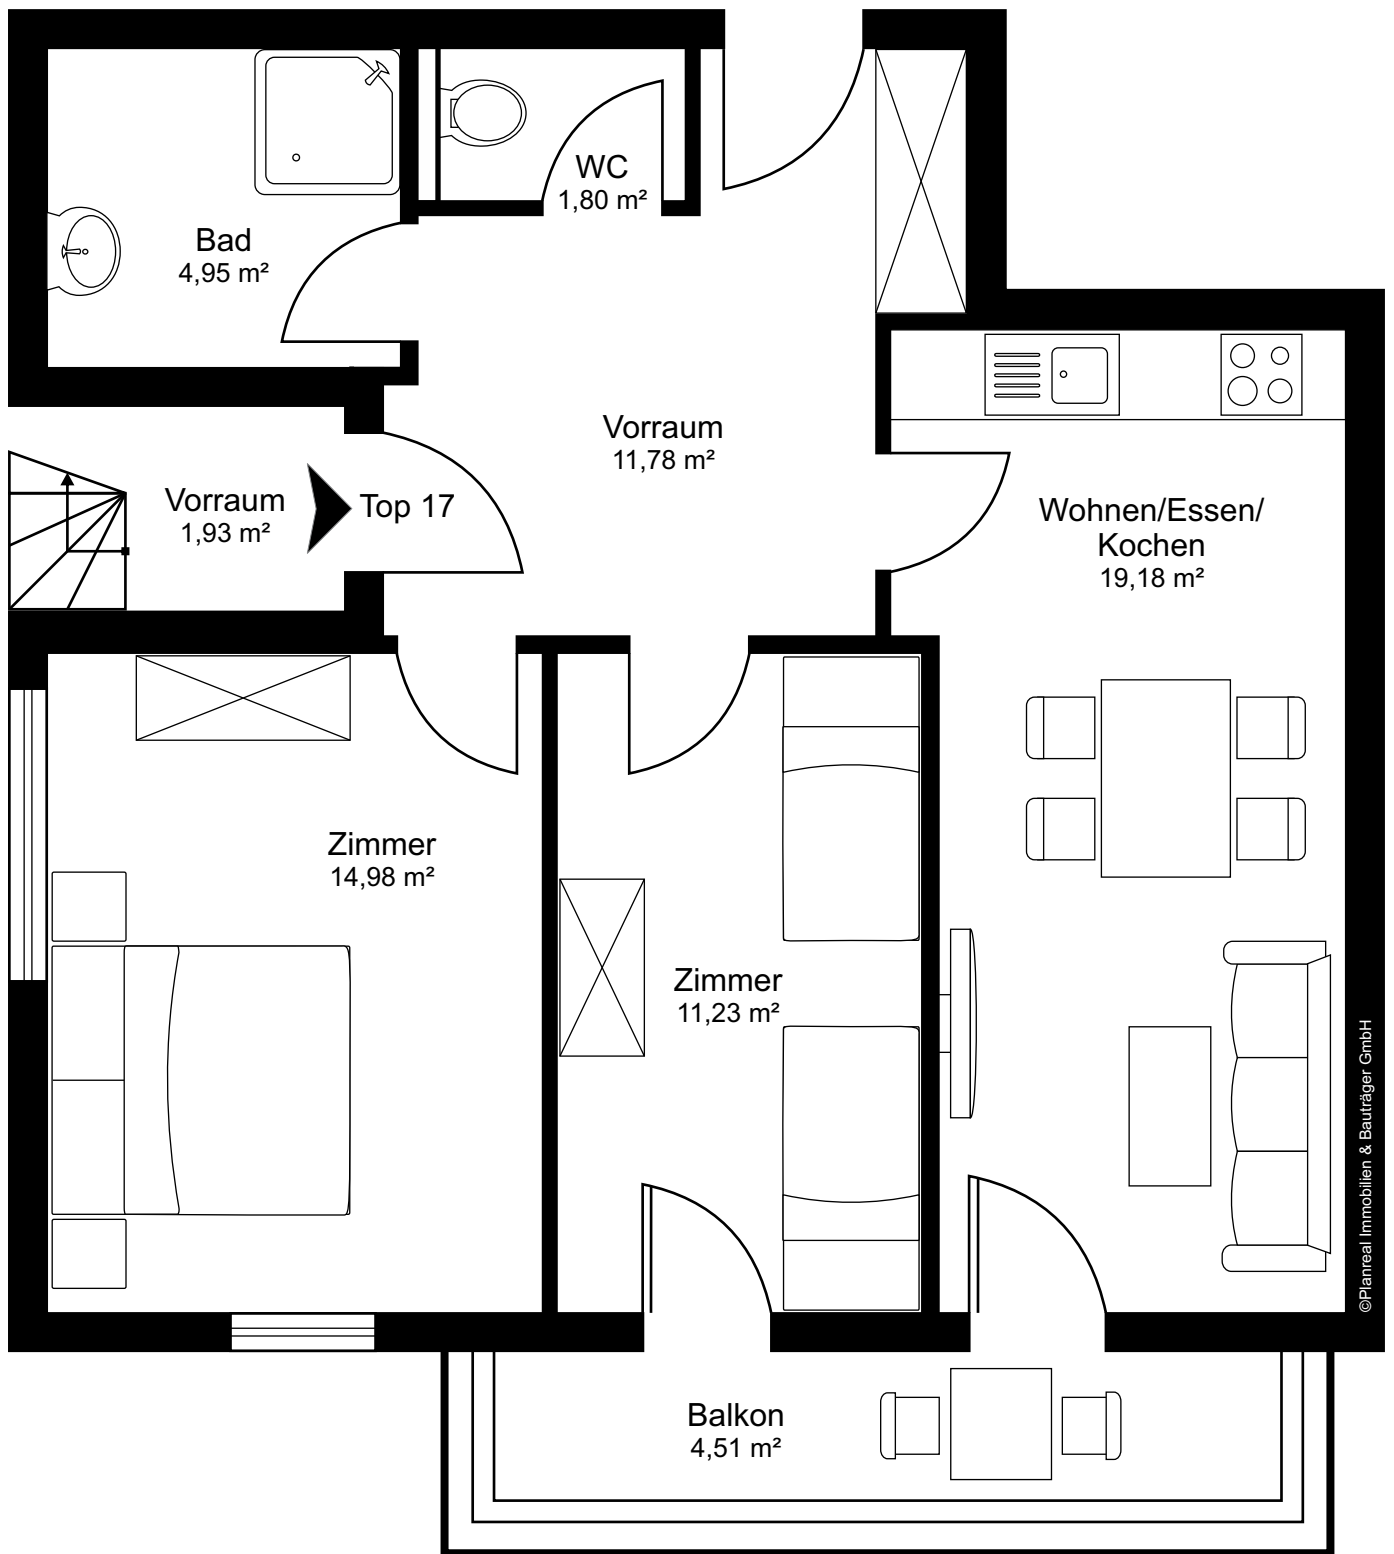 WC
1,80 m²
Bad
4,95 m²
Vorraum
11,78 m²
Vorraum
1,93 m²
Top 17
Wohnen/Essen/
Kochen
19,18 m²
Zimmer
14,98 m²
Zimmer
11,23 m²
Balkon
4,51 m²
©Planreal Immobilien & Bauträger GmbH